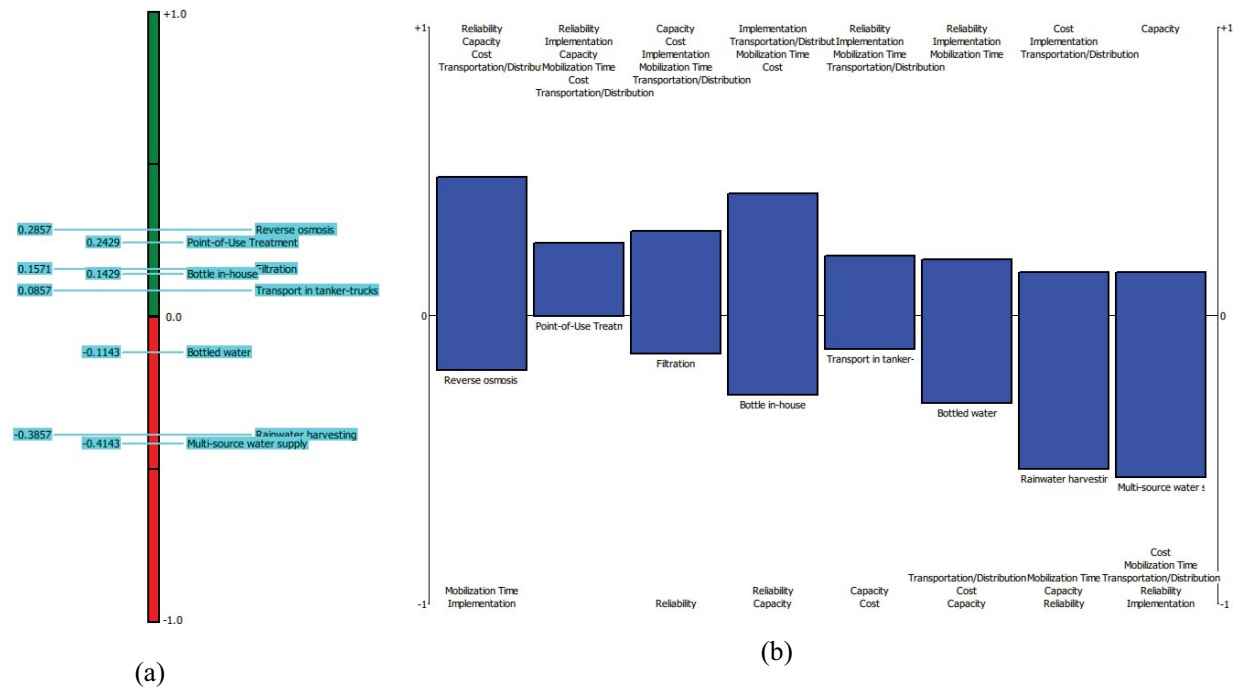 +1.0
0.2857
Reverse osmosis
0.2429
Point-of-Use Treatment
0.1571
Filtration
0.1429
Bottle in-house
0.0857
Transport in tanker-trucks
0.0
-0.1143
Bottled water
-0.3857
Rainwater harvesting
-0.4143
Multi-source water supply
-1.0
(a)
+1
Reliability
Capacity
Cost
Transportation/Distribu
Reliability
Implementation
Capacity
Mobilization Time
Cost
Transportation/Distribution
Capacity
Cost
Implementation
Mobilization Time
Transportation/Distribution
Implementation
Transportation/Distribut
Mobilization Time
Cost
Reliability
Implementation
Mobilization Time
Transportation/Distribution
Reliability
Implementation
Mobilization Time
Cost
Implementation
Transportation/Distribution
Capacity
+1
0
0
Reverse osmosis
Point-of-Use Treatm
Filtration
Bottle in-house
Transport in tanker-
Bottled water
Rainwater harvestin
Multi-source water s
-1
Mobilization Time
Implementation
Reliability
Reliability
Capacity
Capacity
Cost
Transportation/Distribution
Cost
Capacity
Mobilization Time
Capacity
Reliability
Cost
Mobilization Time
Transportation/Distribution
Reliability
Implementation
-1
(b)